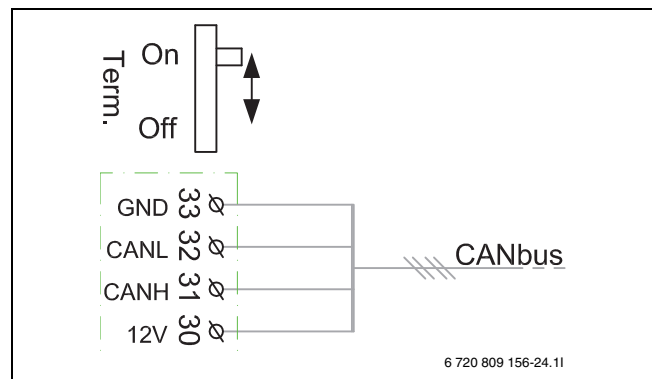 Term.
On
Off
GND 33
CANL 32
CANH 31
12V 30
CANbus
6 720 809 156-24.1I